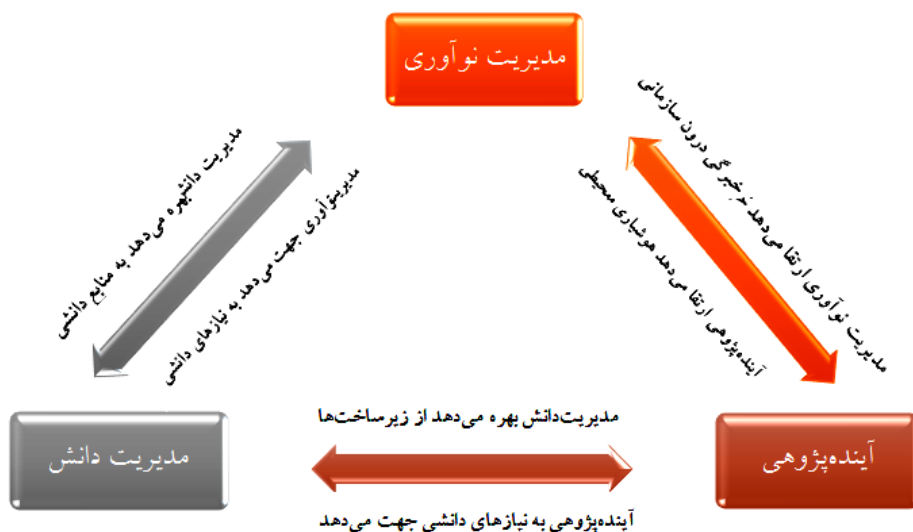 مدیریت نوآوری
مدیریت دانش‌بهره می‌دهد به منابع دانشی
مدیریتنوآوری جهت می‌دهد به نیازهای دانشی
مدیریت نوآوری ارتقا می‌دهد خبرگی درون سازمانی
آینده‌پژوهی ارتقا می‌دهد هوشیاری محیطی
مدیریت دانش
مدیریت‌دانش بهره می‌دهد از زیرساخت‌ها
آینده‌پژوهی به نیازهای دانشی جهت می‌دهد
آینده‌پژوهی